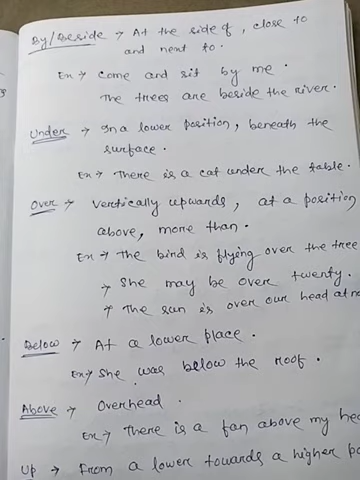 By/Beside → At the side of, close to
and next to.
Ex → Come and sit by me.
The trees are beside the river.
Under → In a lower position, beneath the
surface.
Ex → There is a cat under the table.
Over → Vertically upwards, at a position
above, more than.
Ex → The bird is flying over the tree
→ She may be over twenty.
→ The sun is over our head at
Below → At a lower place.
Ex → She was below the roof.
Above → Overhead.
Ex → There is a fan above my
Up → From a lower towards a higher